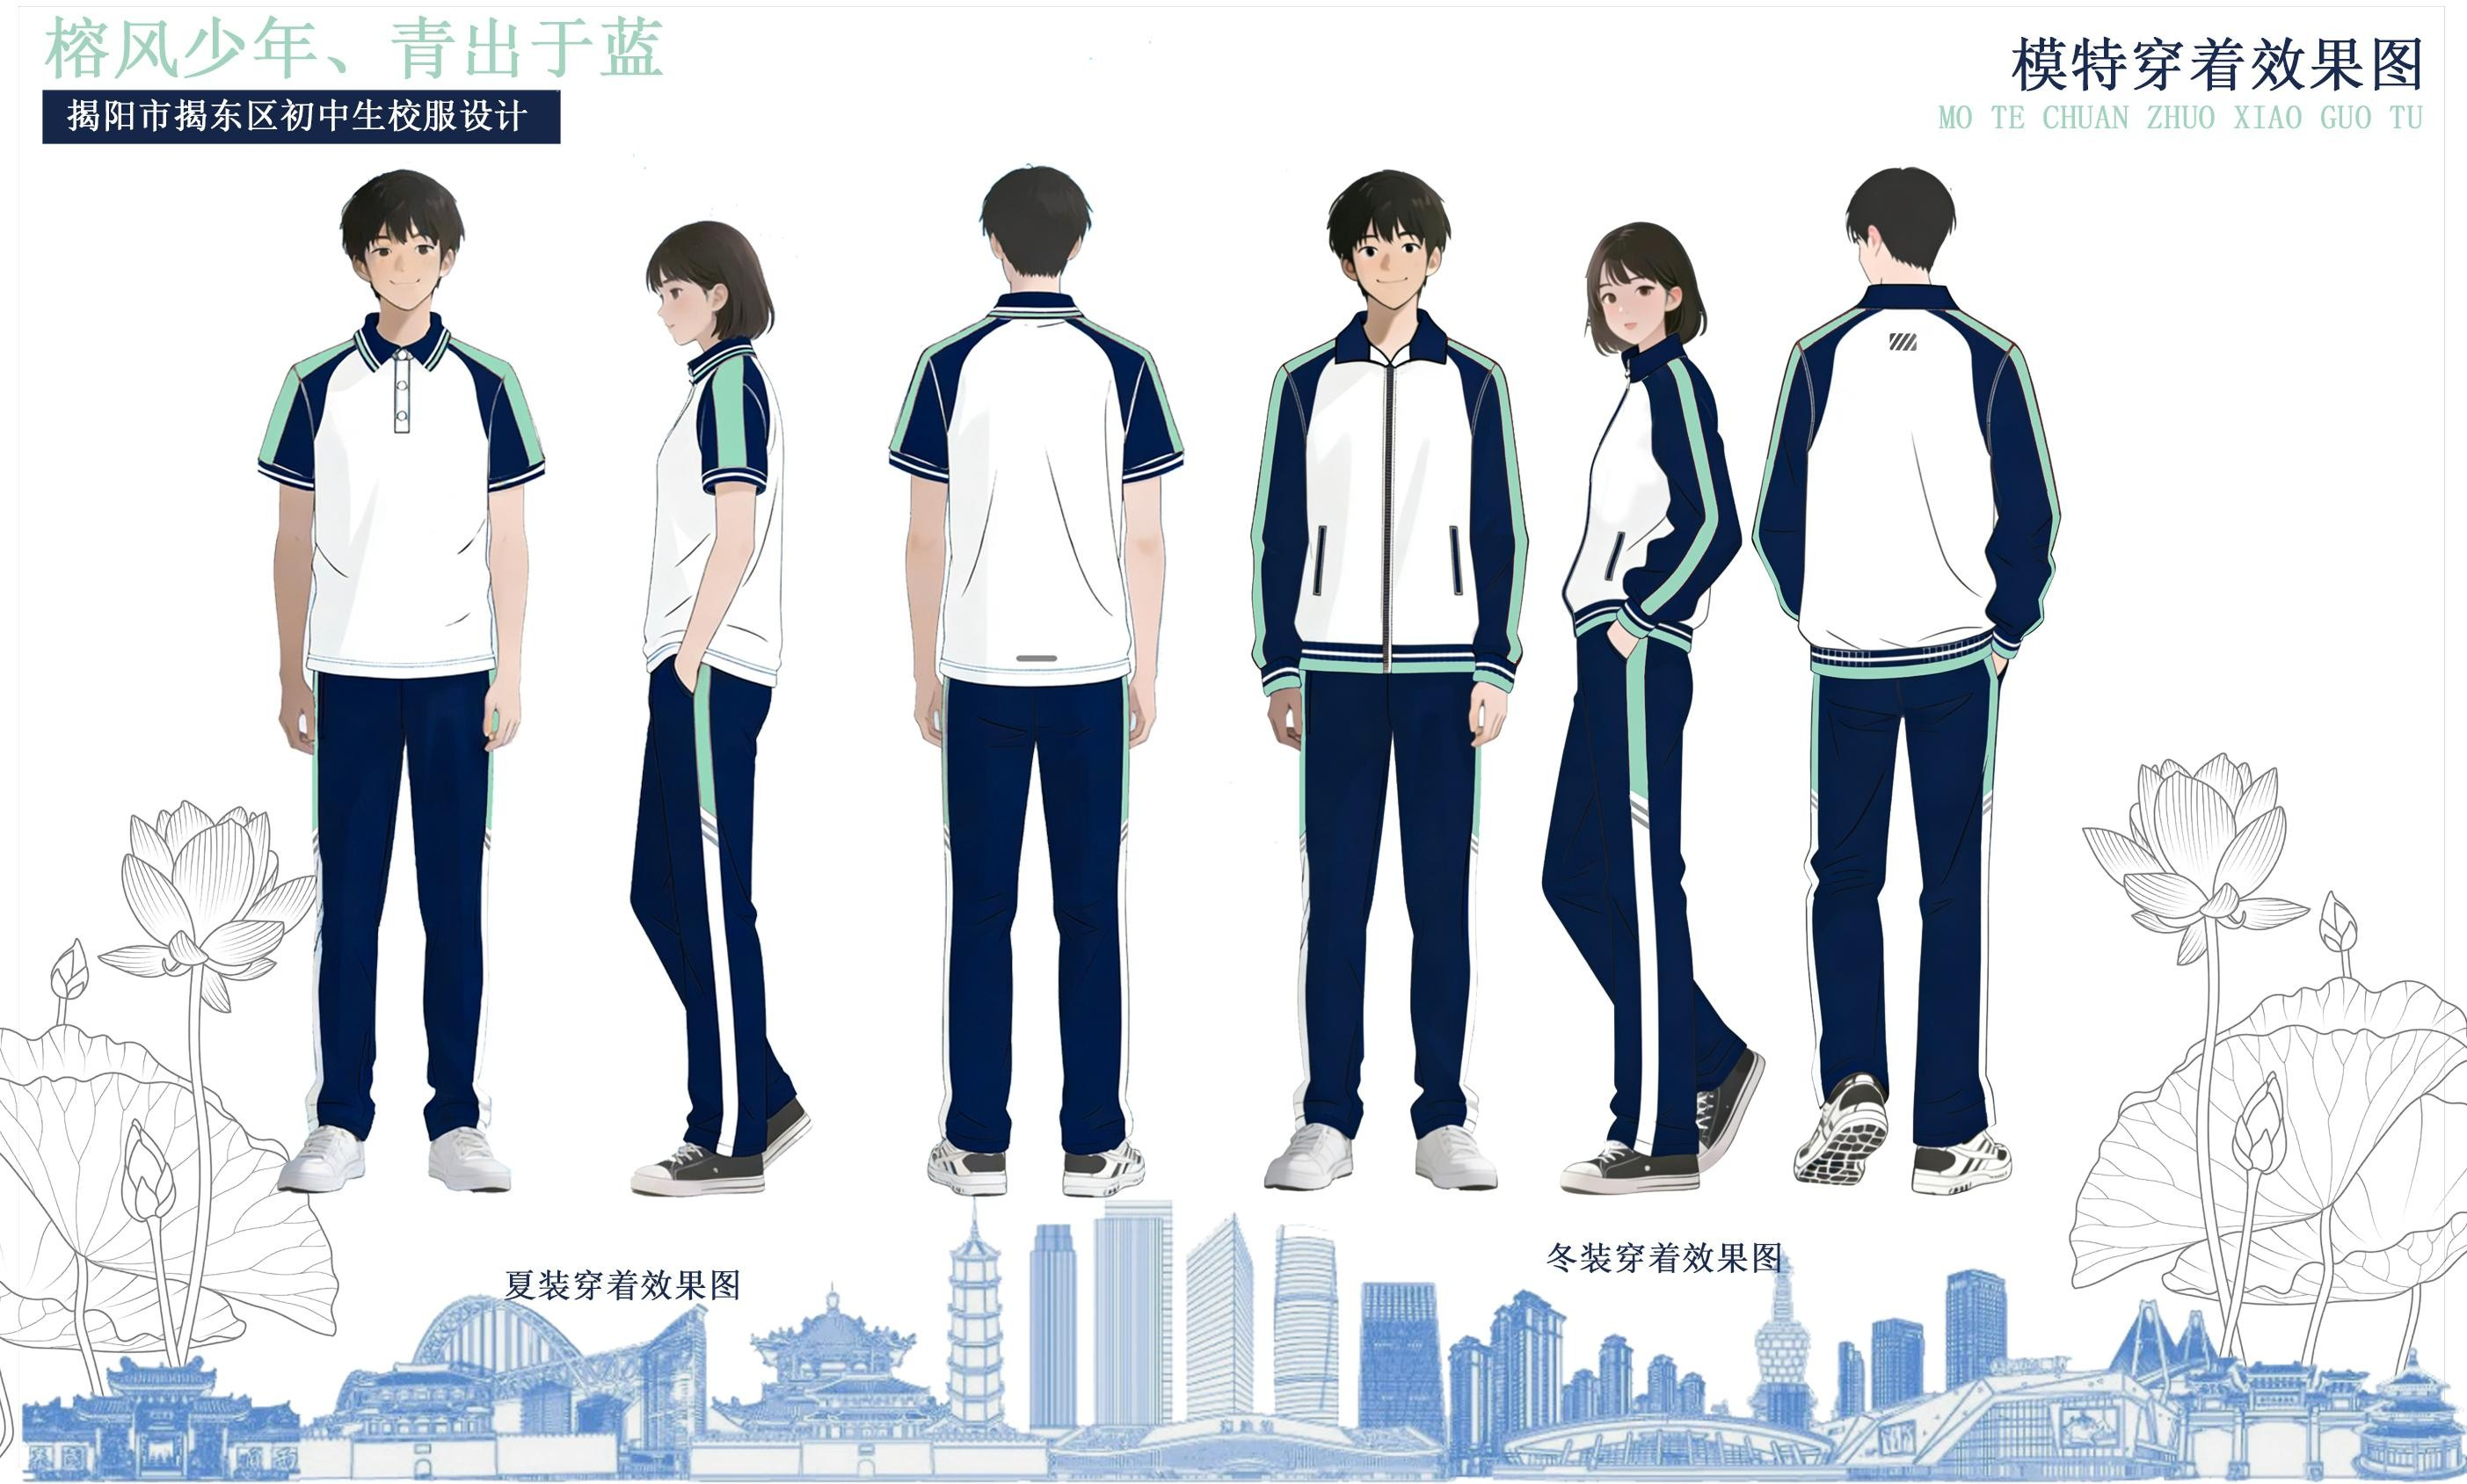 榕风少年、青出于蓝
揭阳市揭东区初中生校服设计
模特穿着效果图
MO TE CHUAN ZHUO XIAO GUO TU
夏装穿着效果图
冬装穿着效果图